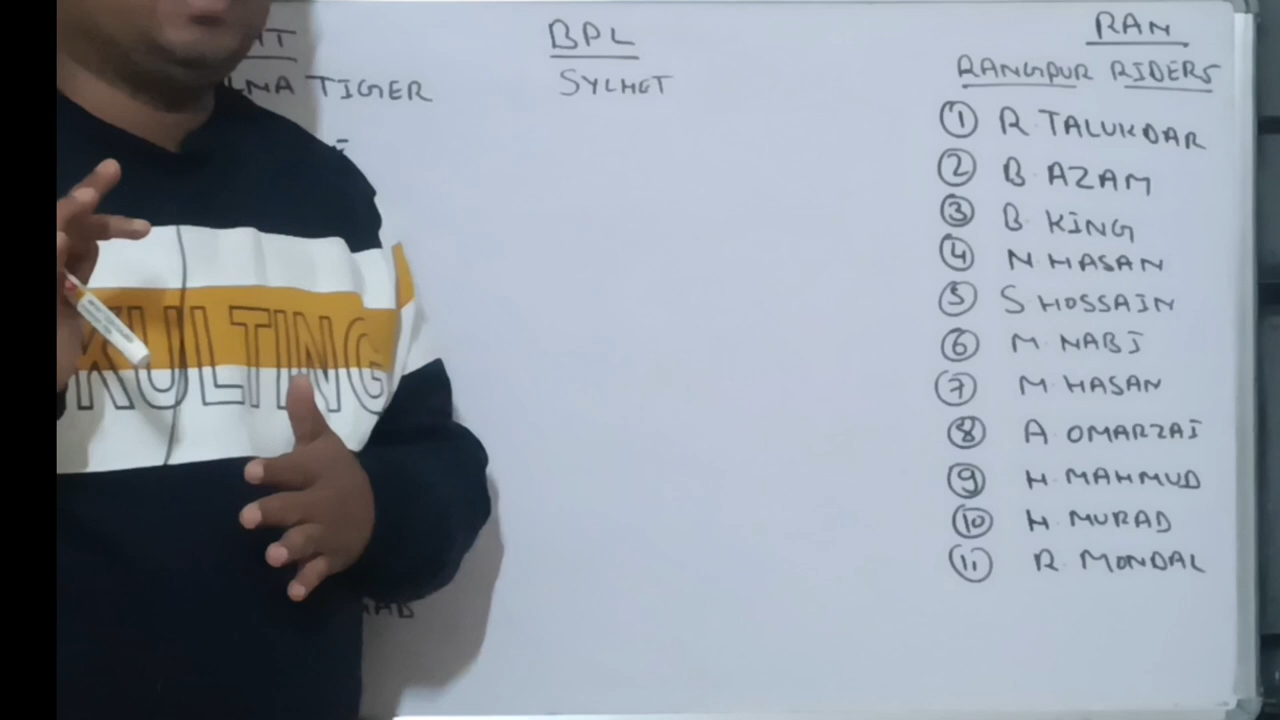 BPL
SYLHET
TIGER
RAN
RANGPUR RIDERS
1 R. TALUKDAR
2 B. AZAM
3 B. KING
4 N. HASAN
5 S HOSSAIN
6 M. NABI
7 M. HASAN
8 A. OMARZAI
9 H. MAHMUD
10 H. MURAD
11 R. MONDAL
KULTING